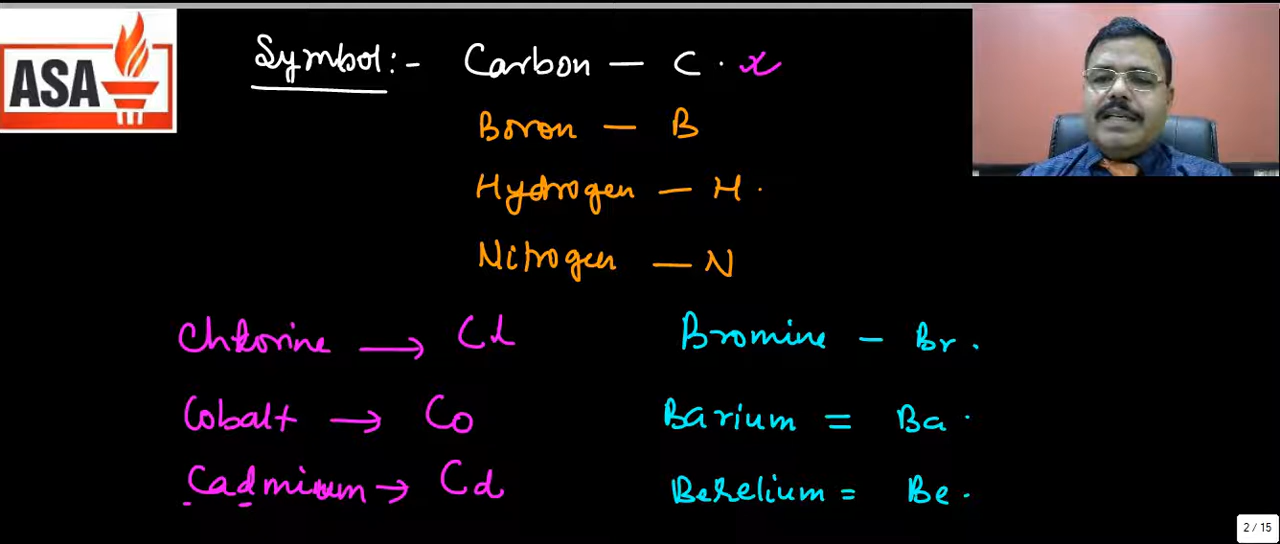 ASA
Symbol:- Carbon — C . x
Boron — B
Hydrogen — H .
Nitrogen — N
Chlorine → Cl
Cobalt → Co
Cadmium → Cd
Bromine - Br .
Barium = Ba .
Berelium = Be .
2 / 15